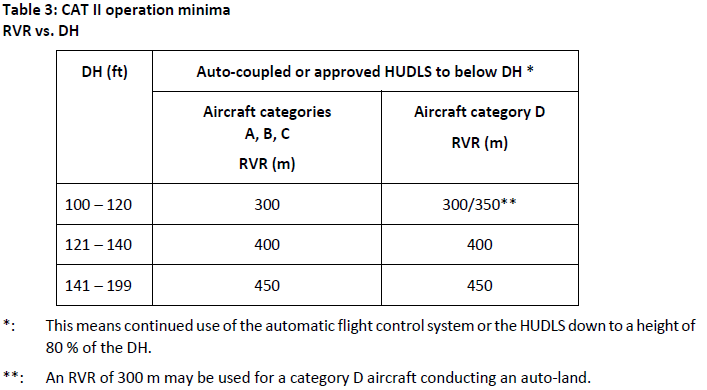 Table 3: CAT II operation minima
RVR vs. DH
DH (ft)
Auto-coupled or approved HUDLS to below DH *
Aircraft categories
A, B, C
RVR (m)
Aircraft category D
RVR (m)
100 – 120 300 300/350**
121 – 140 400 400
141 – 199 450 450
*: This means continued use of the automatic flight control system or the HUDLS down to a height of
80 % of the DH.
**: An RVR of 300 m may be used for a category D aircraft conducting an auto-land.